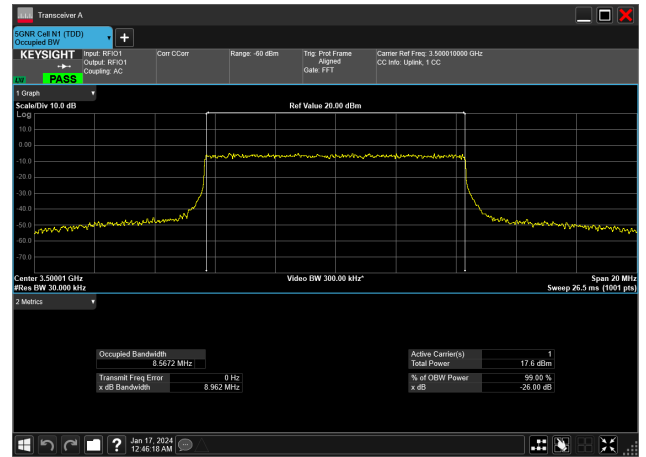 Transceiver A
5GNR Cell N1 (TDD)
Occupied BW
KEYSIGHT
LXI
PASS
Input: RFIO1
Output: RFIO1
Coupling: AC
Corr CCorr
Range: -60 dBm
Trig: Prot Frame
Aligned
Gate: FFT
Carrier Ref Freq: 3.500010000 GHz
CC Info: Uplink, 1 CC
1 Graph
Scale/Div 10.0 dB
Ref Value 20.00 dBm
Log
10.0
0.00
-10.0
-20.0
-30.0
-40.0
-50.0
-60.0
-70.0
Center 3.50001 GHz
Video BW 300.00 kHz*
Span 20 MHz
#Res BW 30.000 kHz
Sweep 26.5 ms (1001 pts)
2 Metrics
Occupied Bandwidth
8.5672 MHz
Transmit Freq Error 0 Hz
x dB Bandwidth 8.962 MHz
Active Carrier(s) 1
Total Power 17.6 dBm
% of OBW Power 99.00 %
x dB -26.00 dB
Jan 17, 2024
12:46:18 AM